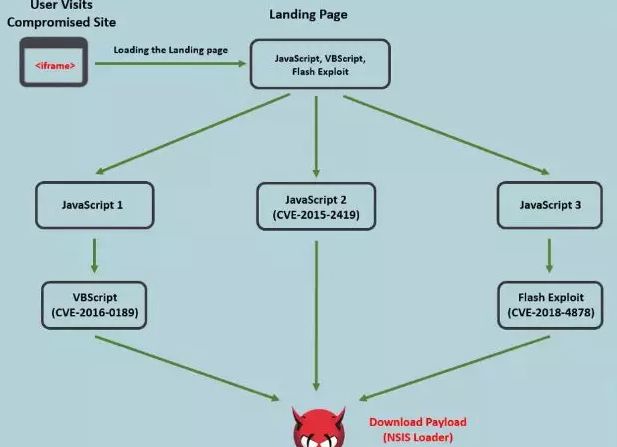 User Visits
Compromised Site
<iframe>
Loading the Landing page
Landing Page
JavaScript, VBScript,
Flash Exploit
JavaScript 1
JavaScript 2
(CVE-2015-2419)
JavaScript 3
VBScript
(CVE-2016-0189)
Flash Exploit
(CVE-2018-4878)
Download Payload
(NSIS Loader)